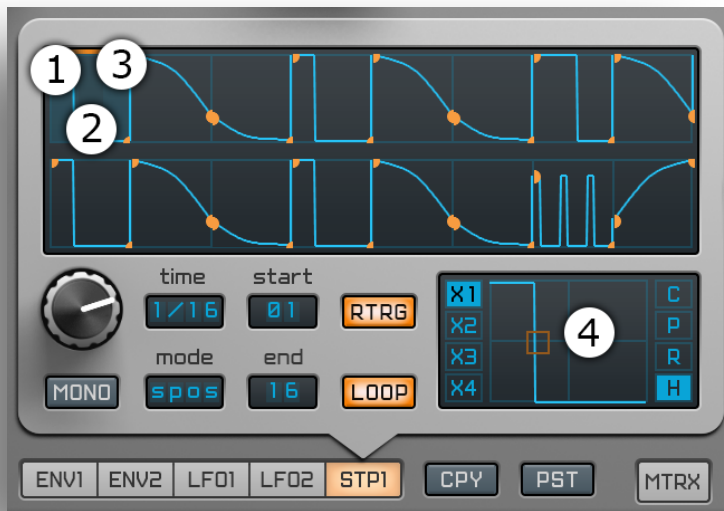 1 3
2
time start X1 C
1/16 01 RTRG X2 P
4
mode end X3 R
MONO spos 16 LOOP X4 H
ENV1 ENV2 LFO1 LFO2 STP1 CPY PST MTRX